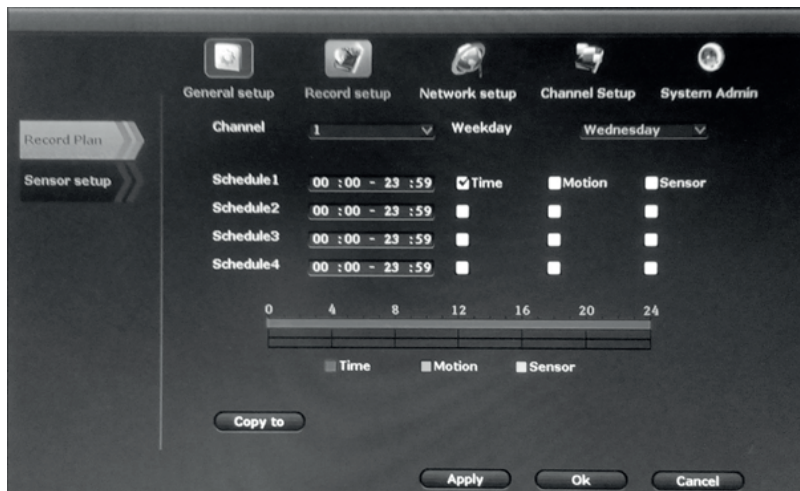 General setup Record setup Network setup Channel Setup System Admin
Record Plan
Sensor setup
Channel 1 Weekday Wednesday
Schedule1 00 :00 - 23 :59 Time Motion Sensor
Schedule2 00 :00 - 23 :59
Schedule3 00 :00 - 23 :59
Schedule4 00 :00 - 23 :59
0 4 8 12 16 20 24
Time Motion Sensor
Copy to
Apply Ok Cancel